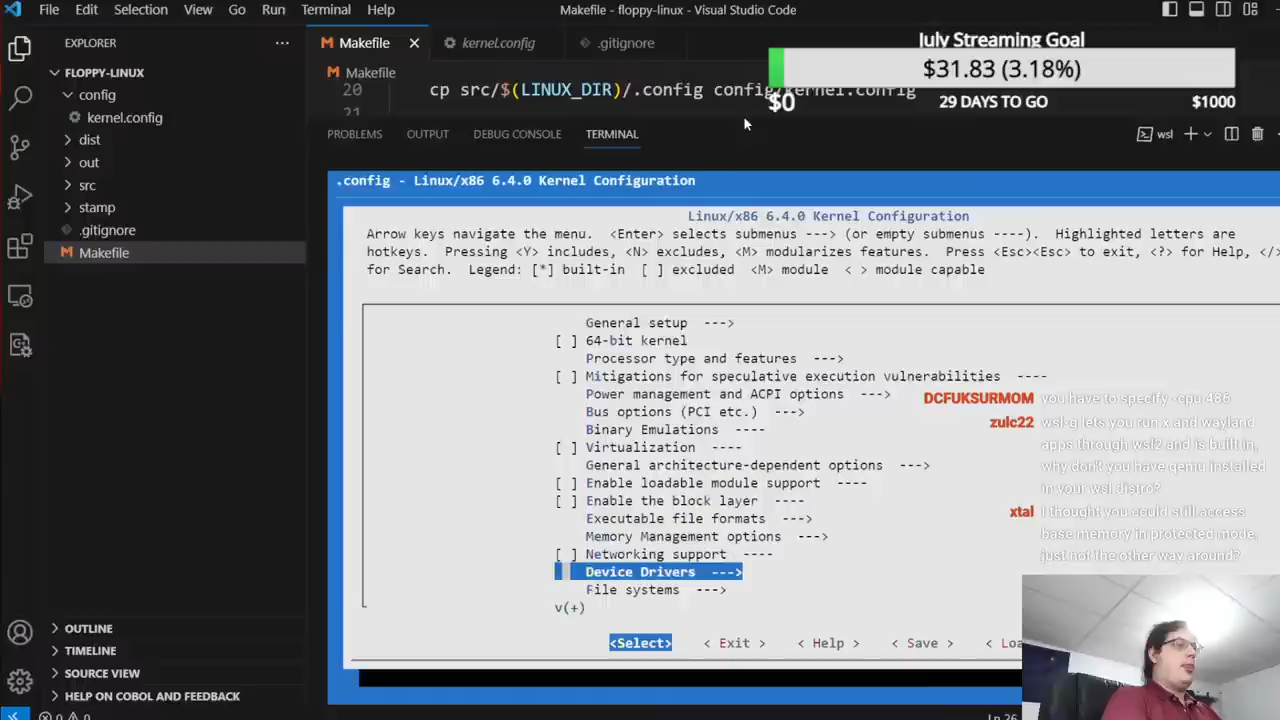 File Edit Selection View Go Run Terminal Help
Makefile - floppy-linux - Visual Studio Code
EXPLORER
FLOPPY-LINUX
config
kernel.config
dist
out
src
stamp
.gitignore
Makefile
OUTLINE
TIMELINE
SOURCE VIEW
HELP ON COBOL AND FEEDBACK
0 0
Makefile kernel.config .gitignore
Makefile
20 cp src/$(LINUX_DIR)/.config config/kernel.config
21
July Streaming Goal
$31.83 (3.18%)
$0 29 DAYS TO GO $1000
PROBLEMS OUTPUT DEBUG CONSOLE TERMINAL
wsl
.config - Linux/x86 6.4.0 Kernel Configuration
Linux/x86 6.4.0 Kernel Configuration
Arrow keys navigate the menu. <Enter> selects submenus ---> (or empty submenus ----). Highlighted letters are
hotkeys. Pressing <Y> includes, <N> excludes, <M> modularizes features. Press <Esc><Esc> to exit, <?> for Help, </>
for Search. Legend: [*] built-in [ ] excluded <M> module < > module capable
General setup --->
[ ] 64-bit kernel
Processor type and features --->
[ ] Mitigations for speculative execution vulnerabilities ----
Power management and ACPI options --->
Bus options (PCI etc.) --->
Binary Emulations ----
[ ] Virtualization ----
General architecture-dependent options --->
[ ] Enable loadable module support ----
[ ] Enable the block layer ----
Executable file formats --->
Memory Management options --->
[ ] Networking support ----
Device Drivers --->
File systems --->
v(+)
<Select> < Exit > < Help > < Save > < Loa
DCFUKSURMOM you have to specify -cpu 486
zulc22 wsl-g lets you run x and wayland
apps through wsl2 and is built in,
why don't you have qemu installed
in your wsl distro?
xtal I thought you could still access
base memory in protected mode,
just not the other way around?